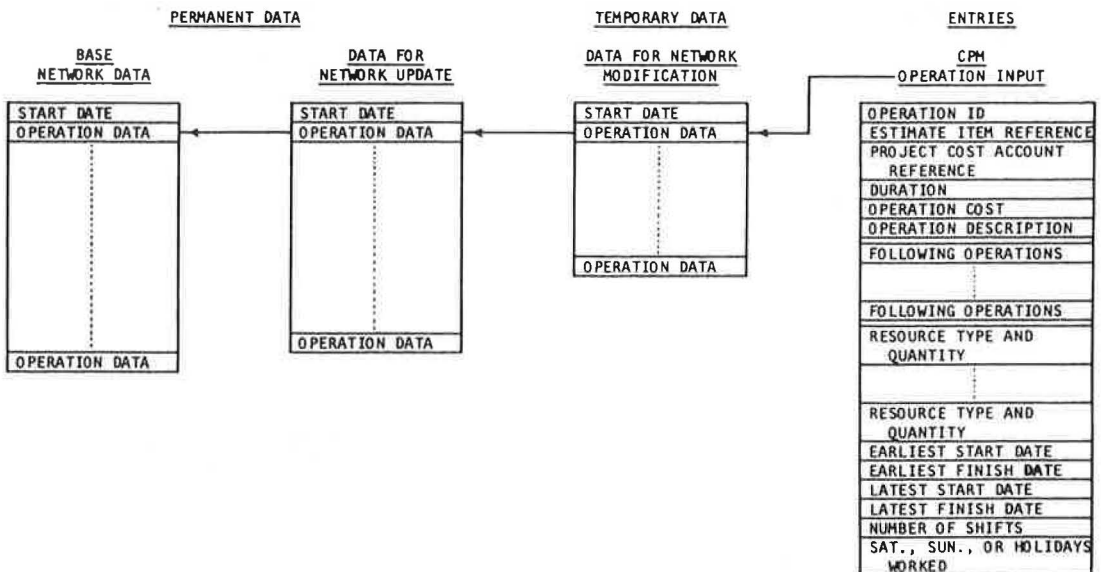 PERMANENT DATA
TEMPORARY DATA
ENTRIES
BASE
NETWORK DATA
START DATE
OPERATION DATA
OPERATION DATA
DATA FOR
NETWORK UPDATE
START DATE
OPERATION DATA
OPERATION DATA
DATA FOR NETWORK
MODIFICATION
START DATE
OPERATION DATA
OPERATION DATA
CPM
OPERATION INPUT
OPERATION ID
ESTIMATE ITEM REFERENCE
PROJECT COST ACCOUNT
REFERENCE
DURATION
OPERATION COST
OPERATION DESCRIPTION
FOLLOWING OPERATIONS
FOLLOWING OPERATIONS
RESOURCE TYPE AND
QUANTITY
RESOURCE TYPE AND
QUANTITY
EARLIEST START DATE
EARLIEST FINISH DATE
LATEST START DATE
LATEST FINISH DATE
NUMBER OF SHIFTS
SAT., SUN., OR HOLIDAYS
WORKED